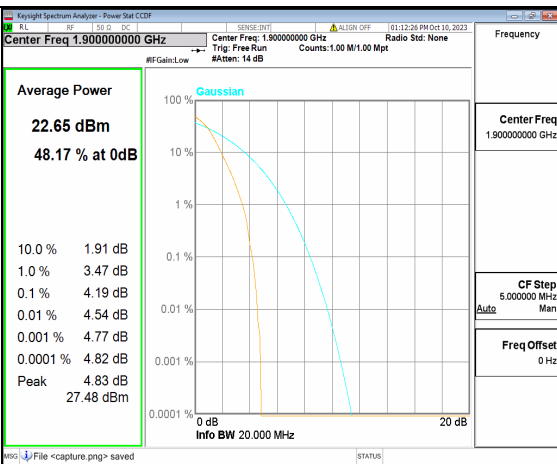 Keysight Spectrum Analyzer - Power Stat CCDF
RL RF 50 Ω DC SENSE:INT ALIGN OFF 01:12:26 PM Oct 10, 2023
Center Freq 1.900000000 GHz
Center Freq: 1.900000000 GHz Radio Std: None
Trig: Free Run Counts:1.00 M/1.00 Mpt
#IFGain:Low #Atten: 14 dB
Frequency
Average Power
22.65 dBm
48.17 % at 0dB
10.0 % 1.91 dB
1.0 % 3.47 dB
0.1 % 4.19 dB
0.01 % 4.54 dB
0.001 % 4.77 dB
0.0001 % 4.82 dB
Peak 4.83 dB
27.48 dBm
Gaussian
100 %
10 %
1 %
0.1 %
0.01 %
0.001 %
0.0001 %
0 dB 20 dB
Info BW 20.000 MHz
Center Freq
1.900000000 GHz
CF Step
5.000000 MHz
Auto Man
Freq Offset
0 Hz
MSG File <capture.png> saved STATUS